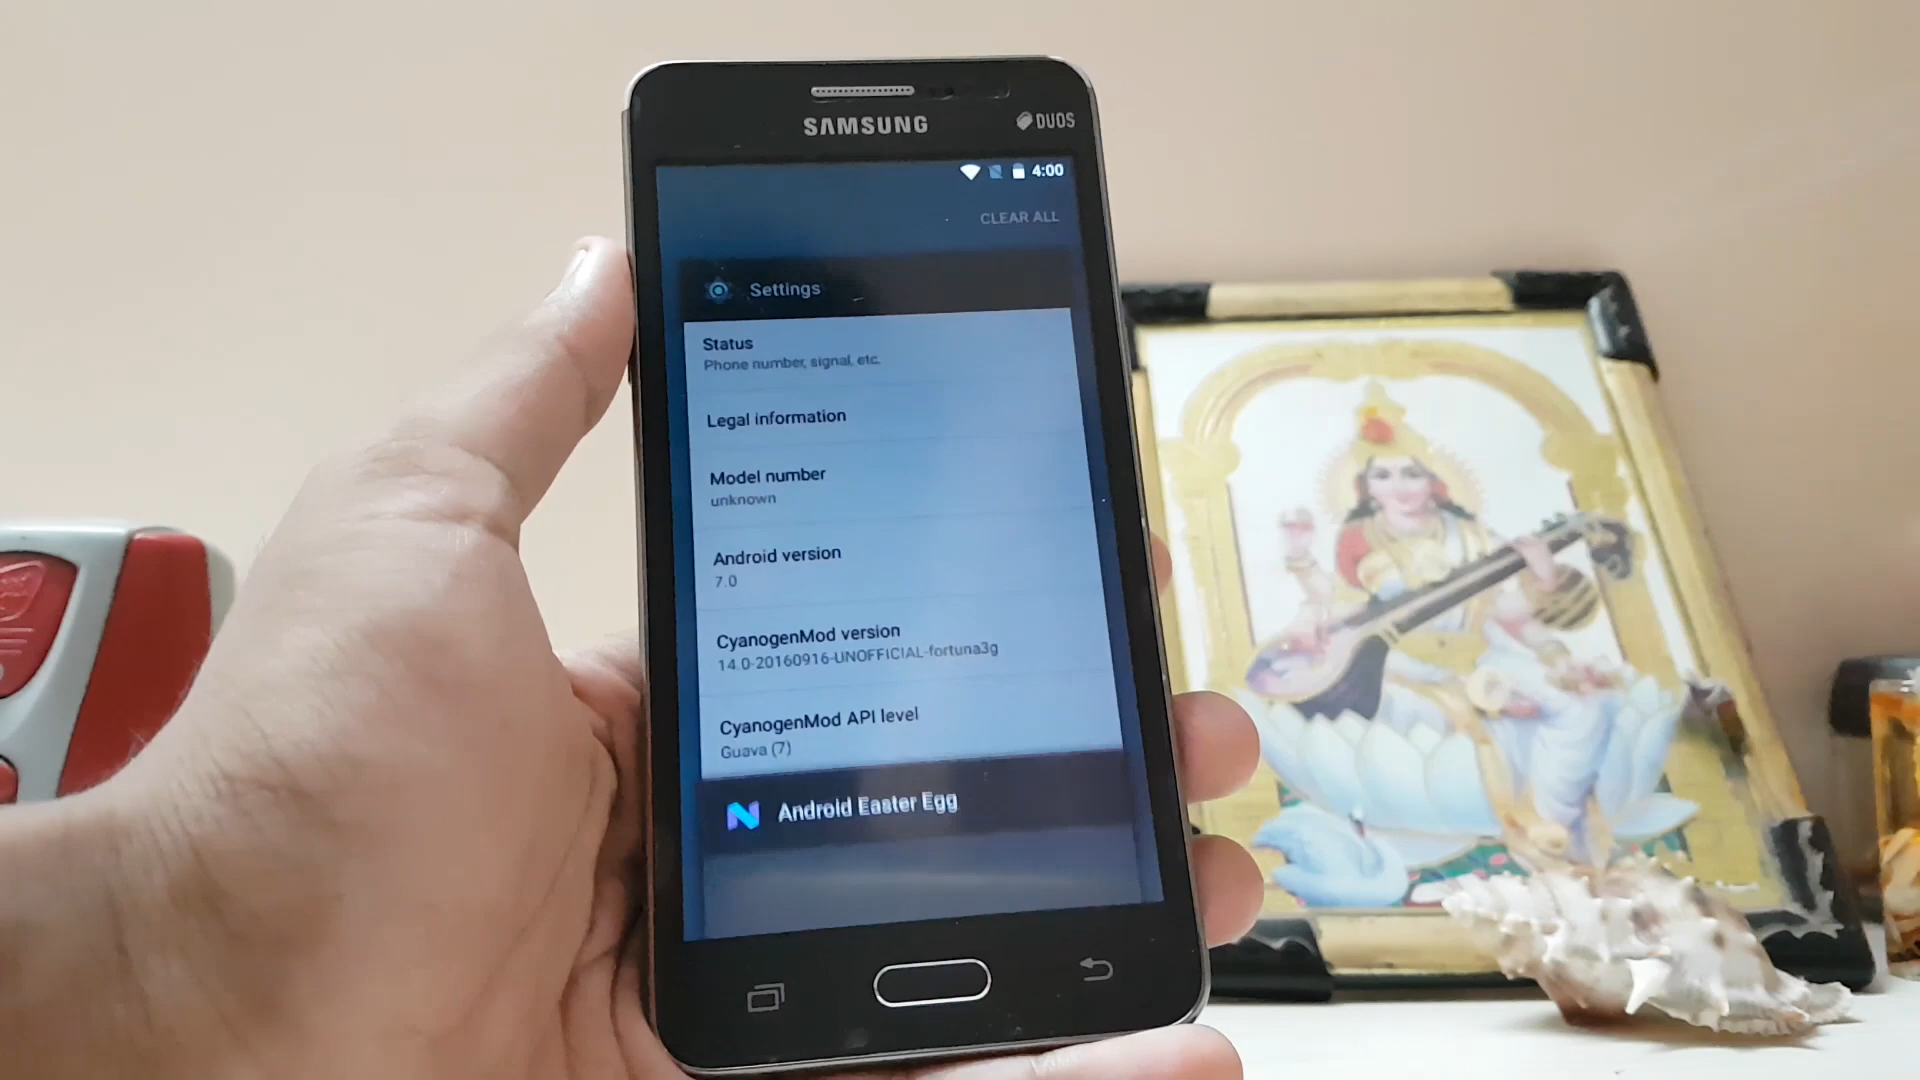 SAMSUNG
DUOS
4:00
CLEAR ALL
Settings
Status
Phone number, signal, etc.
Legal information
Model number
unknown
Android version
7.0
CyanogenMod version
14.0-20160916-UNOFFICIAL-fortuna3g
CyanogenMod API level
Guava (7)
Android Easter Egg